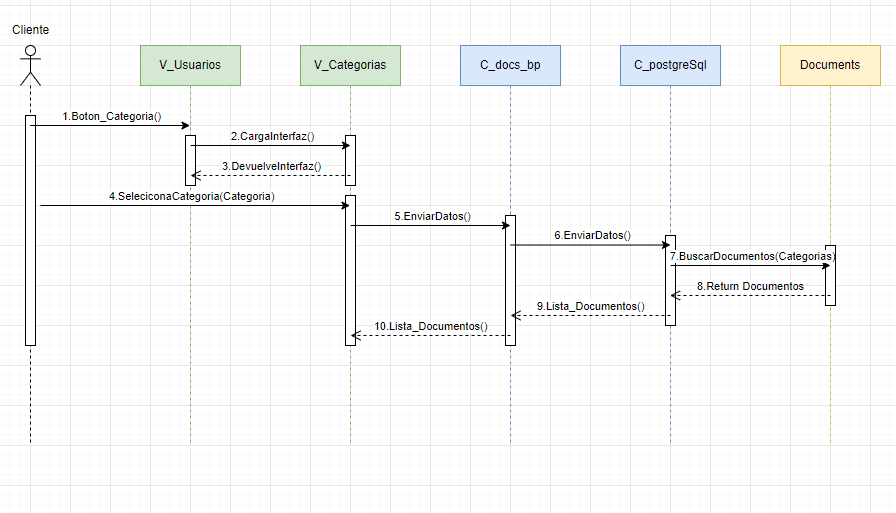 Cliente
V_Usuarios
V_Categorias
C_docs_bp
C_postgreSql
Documents
1.Boton_Categoria()
2.CargaInterfaz()
3.DevuelveInterfaz()
4.SeleciconaCategoria(Categoria)
5.EnviarDatos()
6.EnviarDatos()
7.BuscarDocumentos(Categorias)
8.Return Documentos
9.Lista_Documentos()
10.Lista_Documentos()